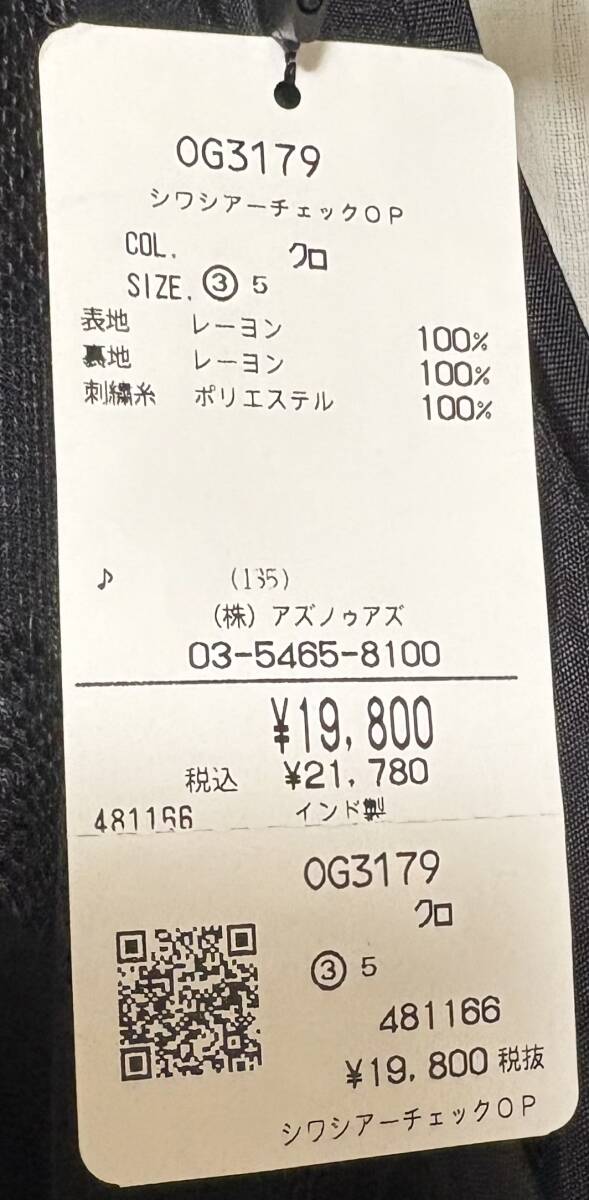 OG3179
シワシアーチェックOP
COL. クロ
SIZE. ③ 5
表地 レーヨン 100%
裏地 レーヨン 100%
刺繍糸 ポリエステル 100%
♪ (135)
(株) アズノゥアズ
03-5465-8100
¥19,800
税込 ¥21,780
481166 インド製
OG3179
クロ
③ 5
481166
¥19,800 税抜
シワシアーチェックOP